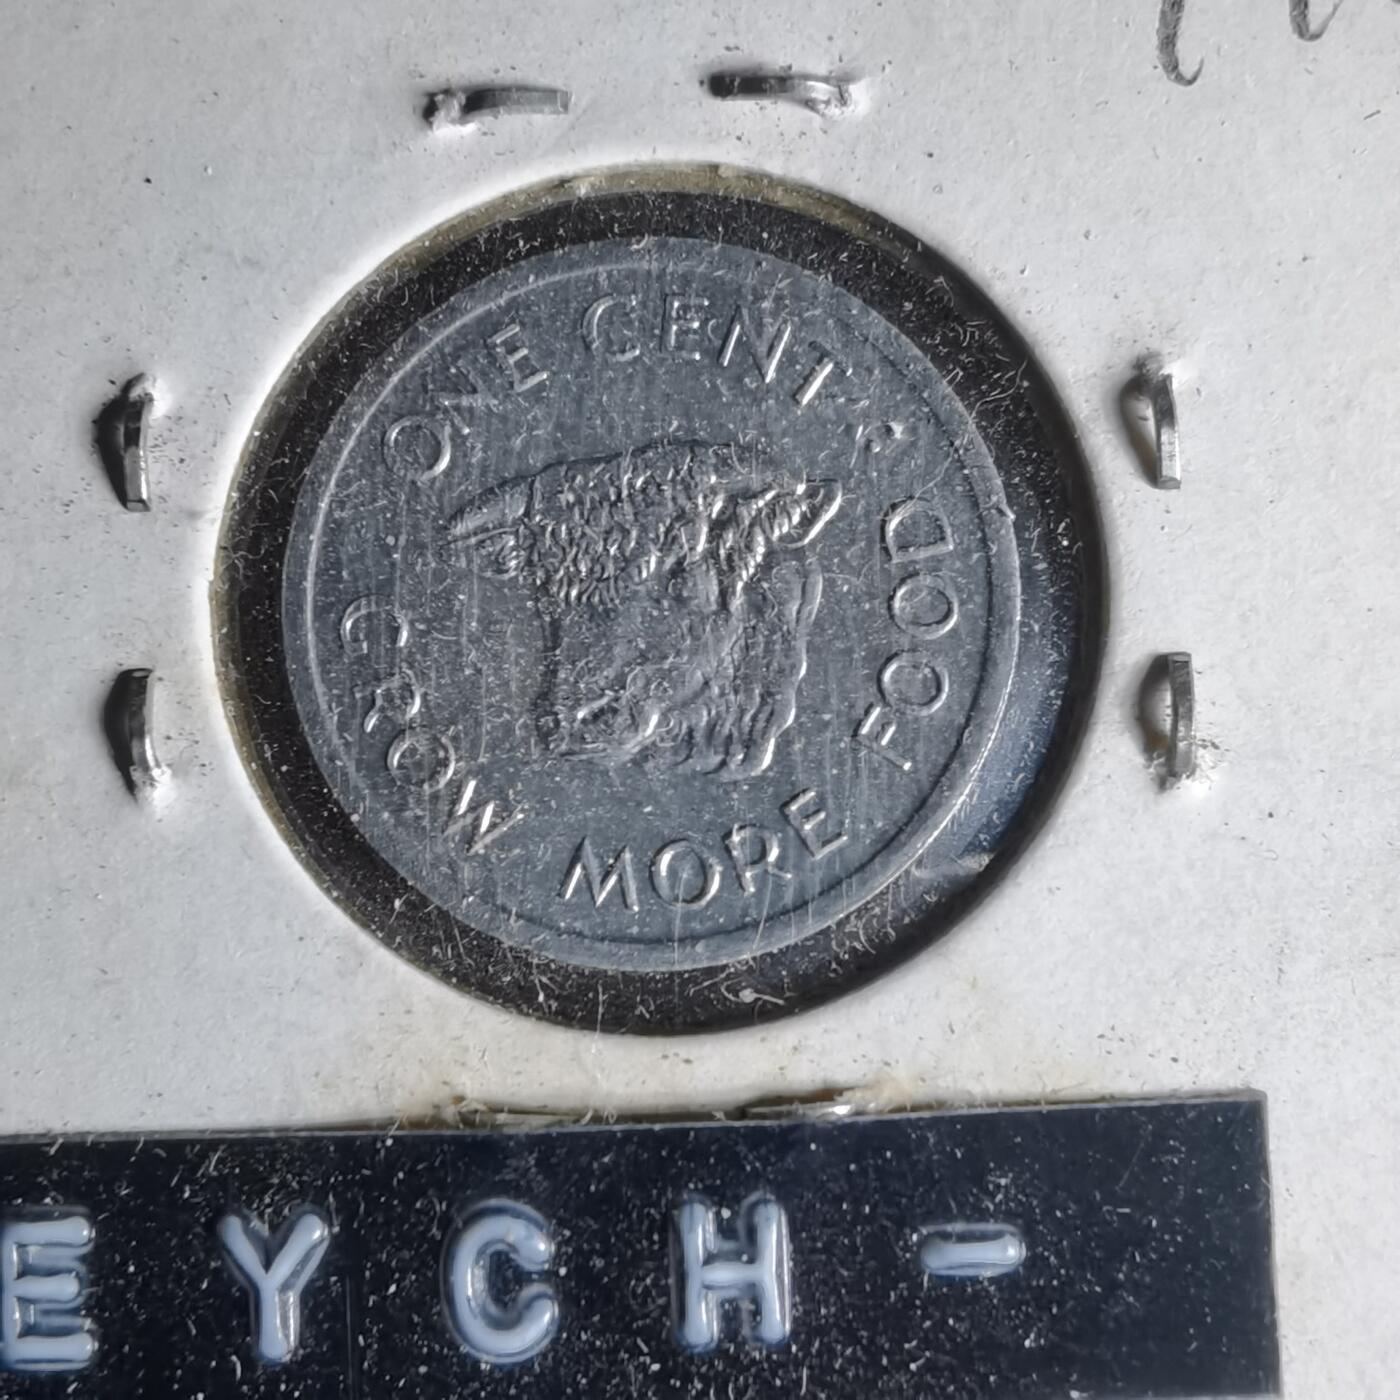 ONE CENT
GROW MORE FOOD
EYCH-